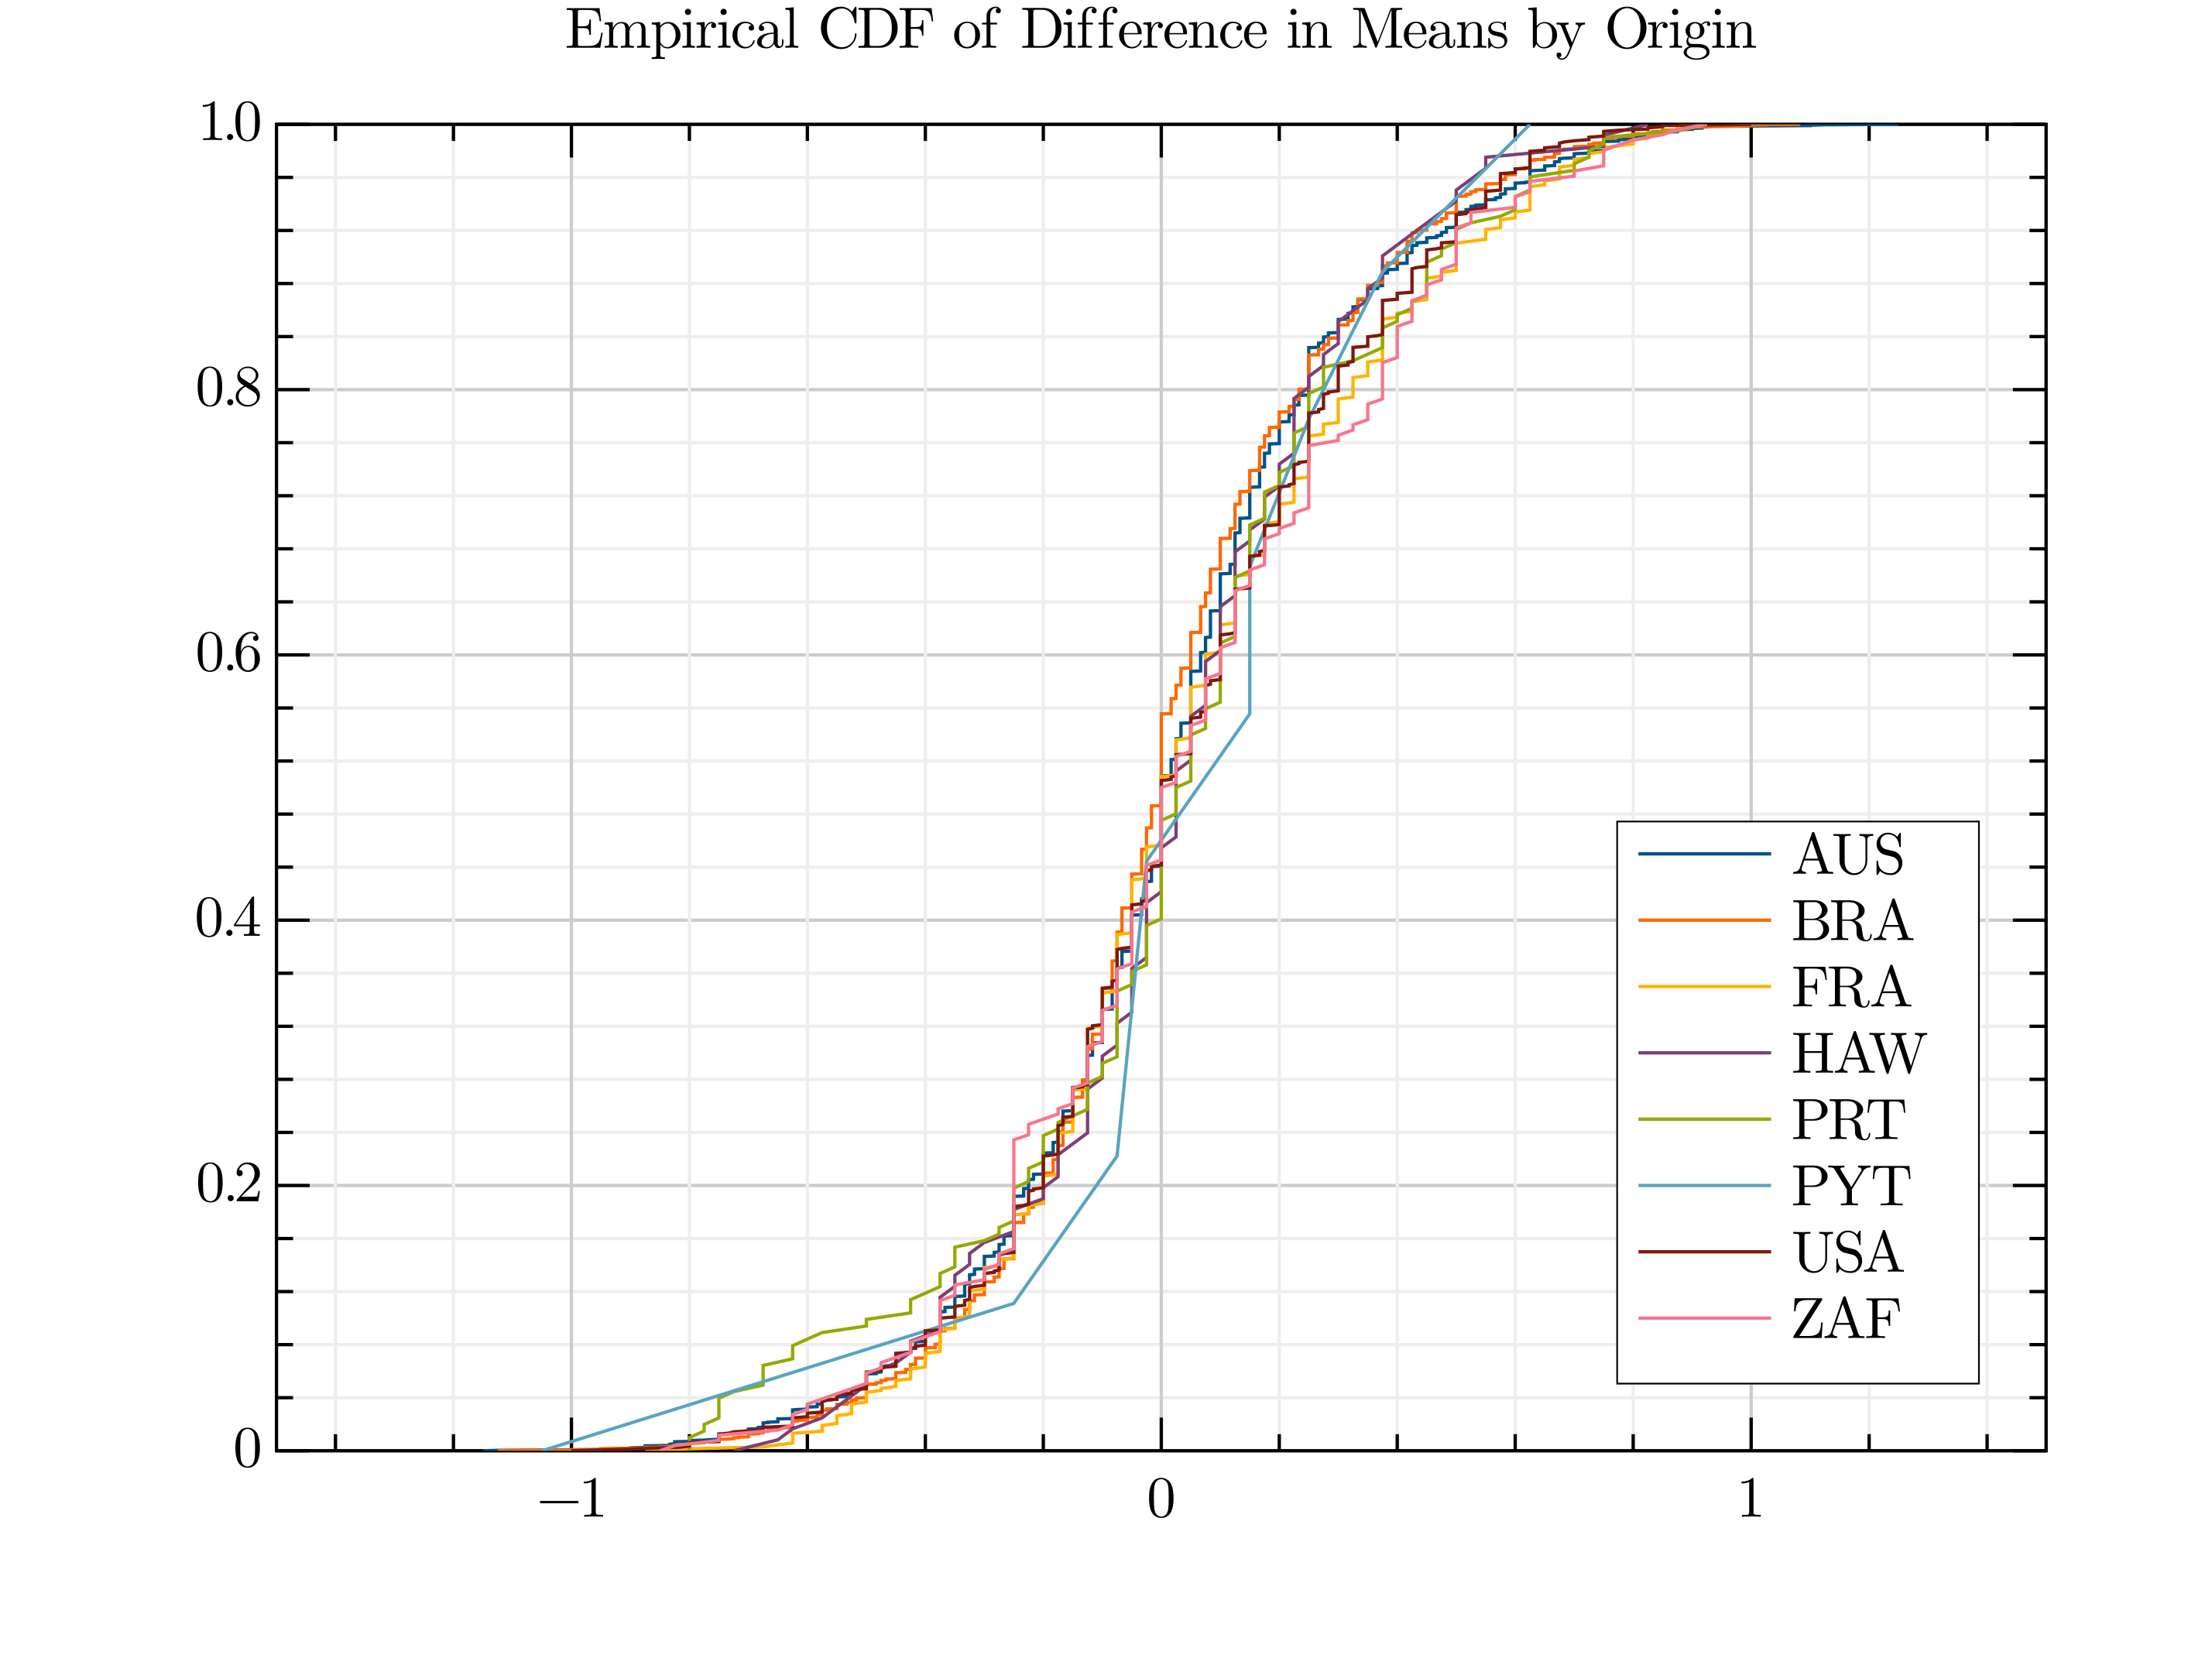 Empirical CDF of Difference in Means by Origin
1.0
0.8
0.6
0.4
0.2
0
−1
0
1
AUS
BRA
FRA
HAW
PRT
PYT
USA
ZAF